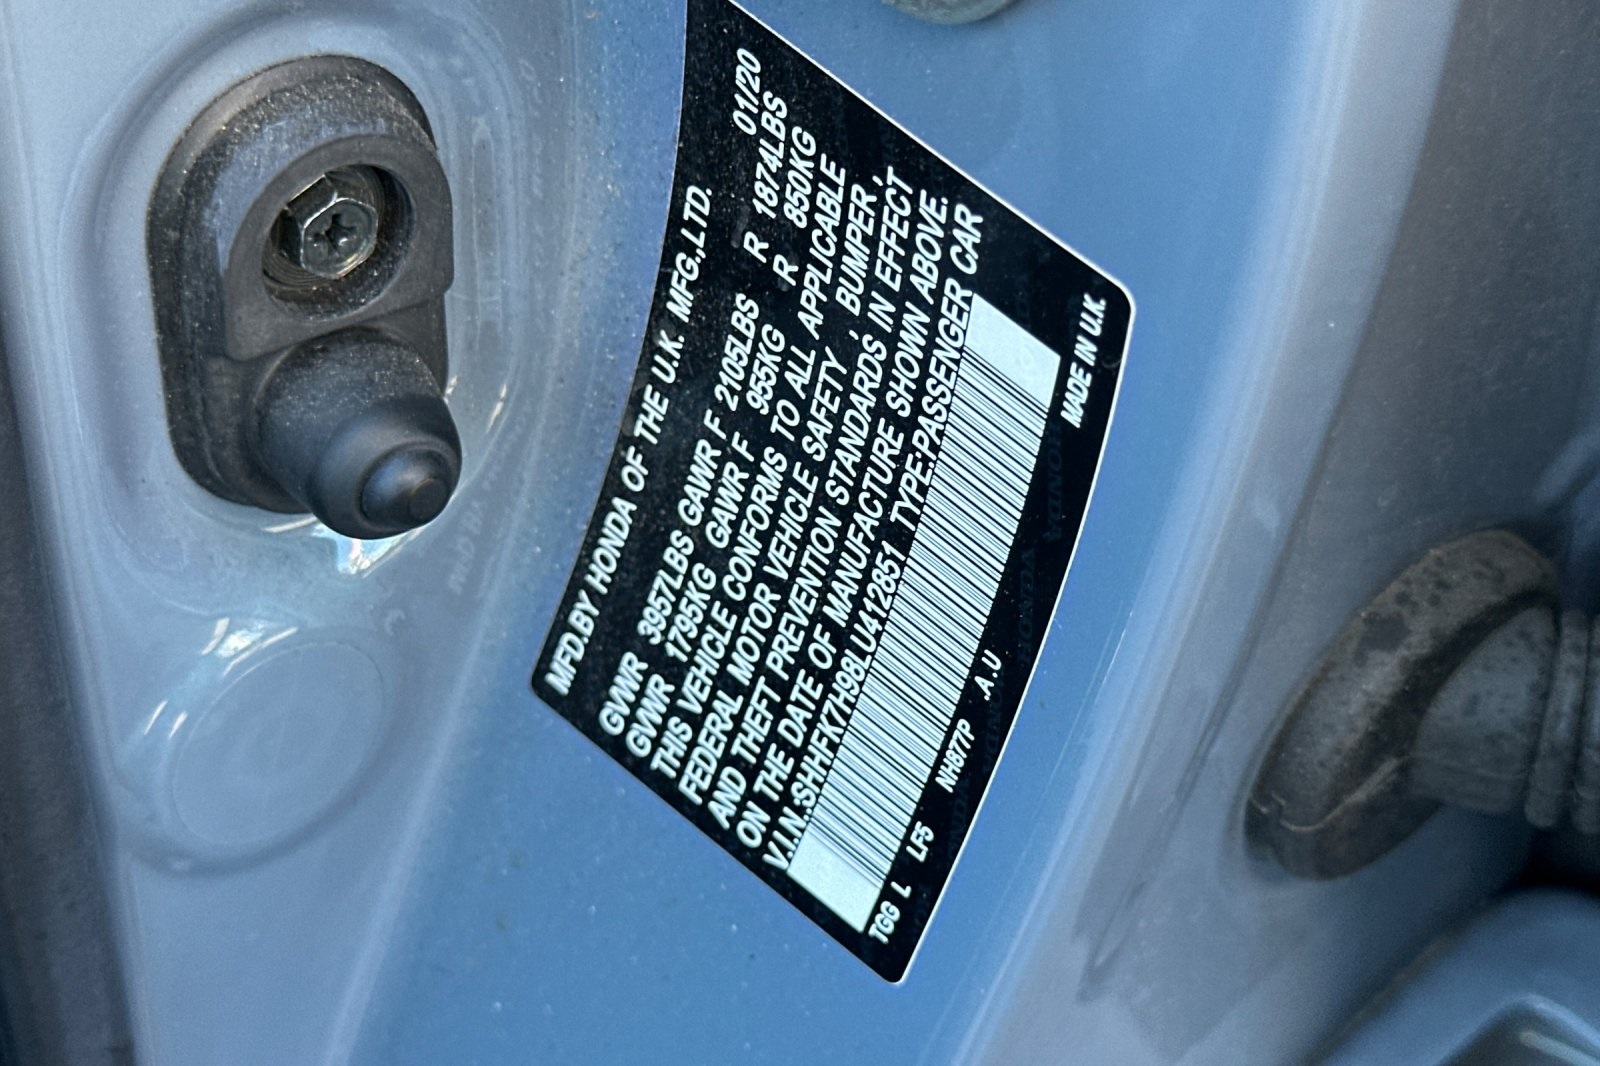 MFD.BY HONDA OF THE U.K. MFG.,LTD. 01/20
GVWR 3957LBS GAWR F 2105LBS R 1874LBS
GVWR 1795KG GAWR F 955KG R 850KG
THIS VEHICLE CONFORMS TO ALL APPLICABLE
FEDERAL MOTOR VEHICLE SAFETY , BUMPER ,
AND THEFT PREVENTION STANDARDS IN EFFECT
ON THE DATE OF MANUFACTURE SHOWN ABOVE.
V.I.N.:SHHFK7H98LU412851 TYPE:PASSENGER CAR
TGG L LF5 NH877P .A.U MADE IN U.K.